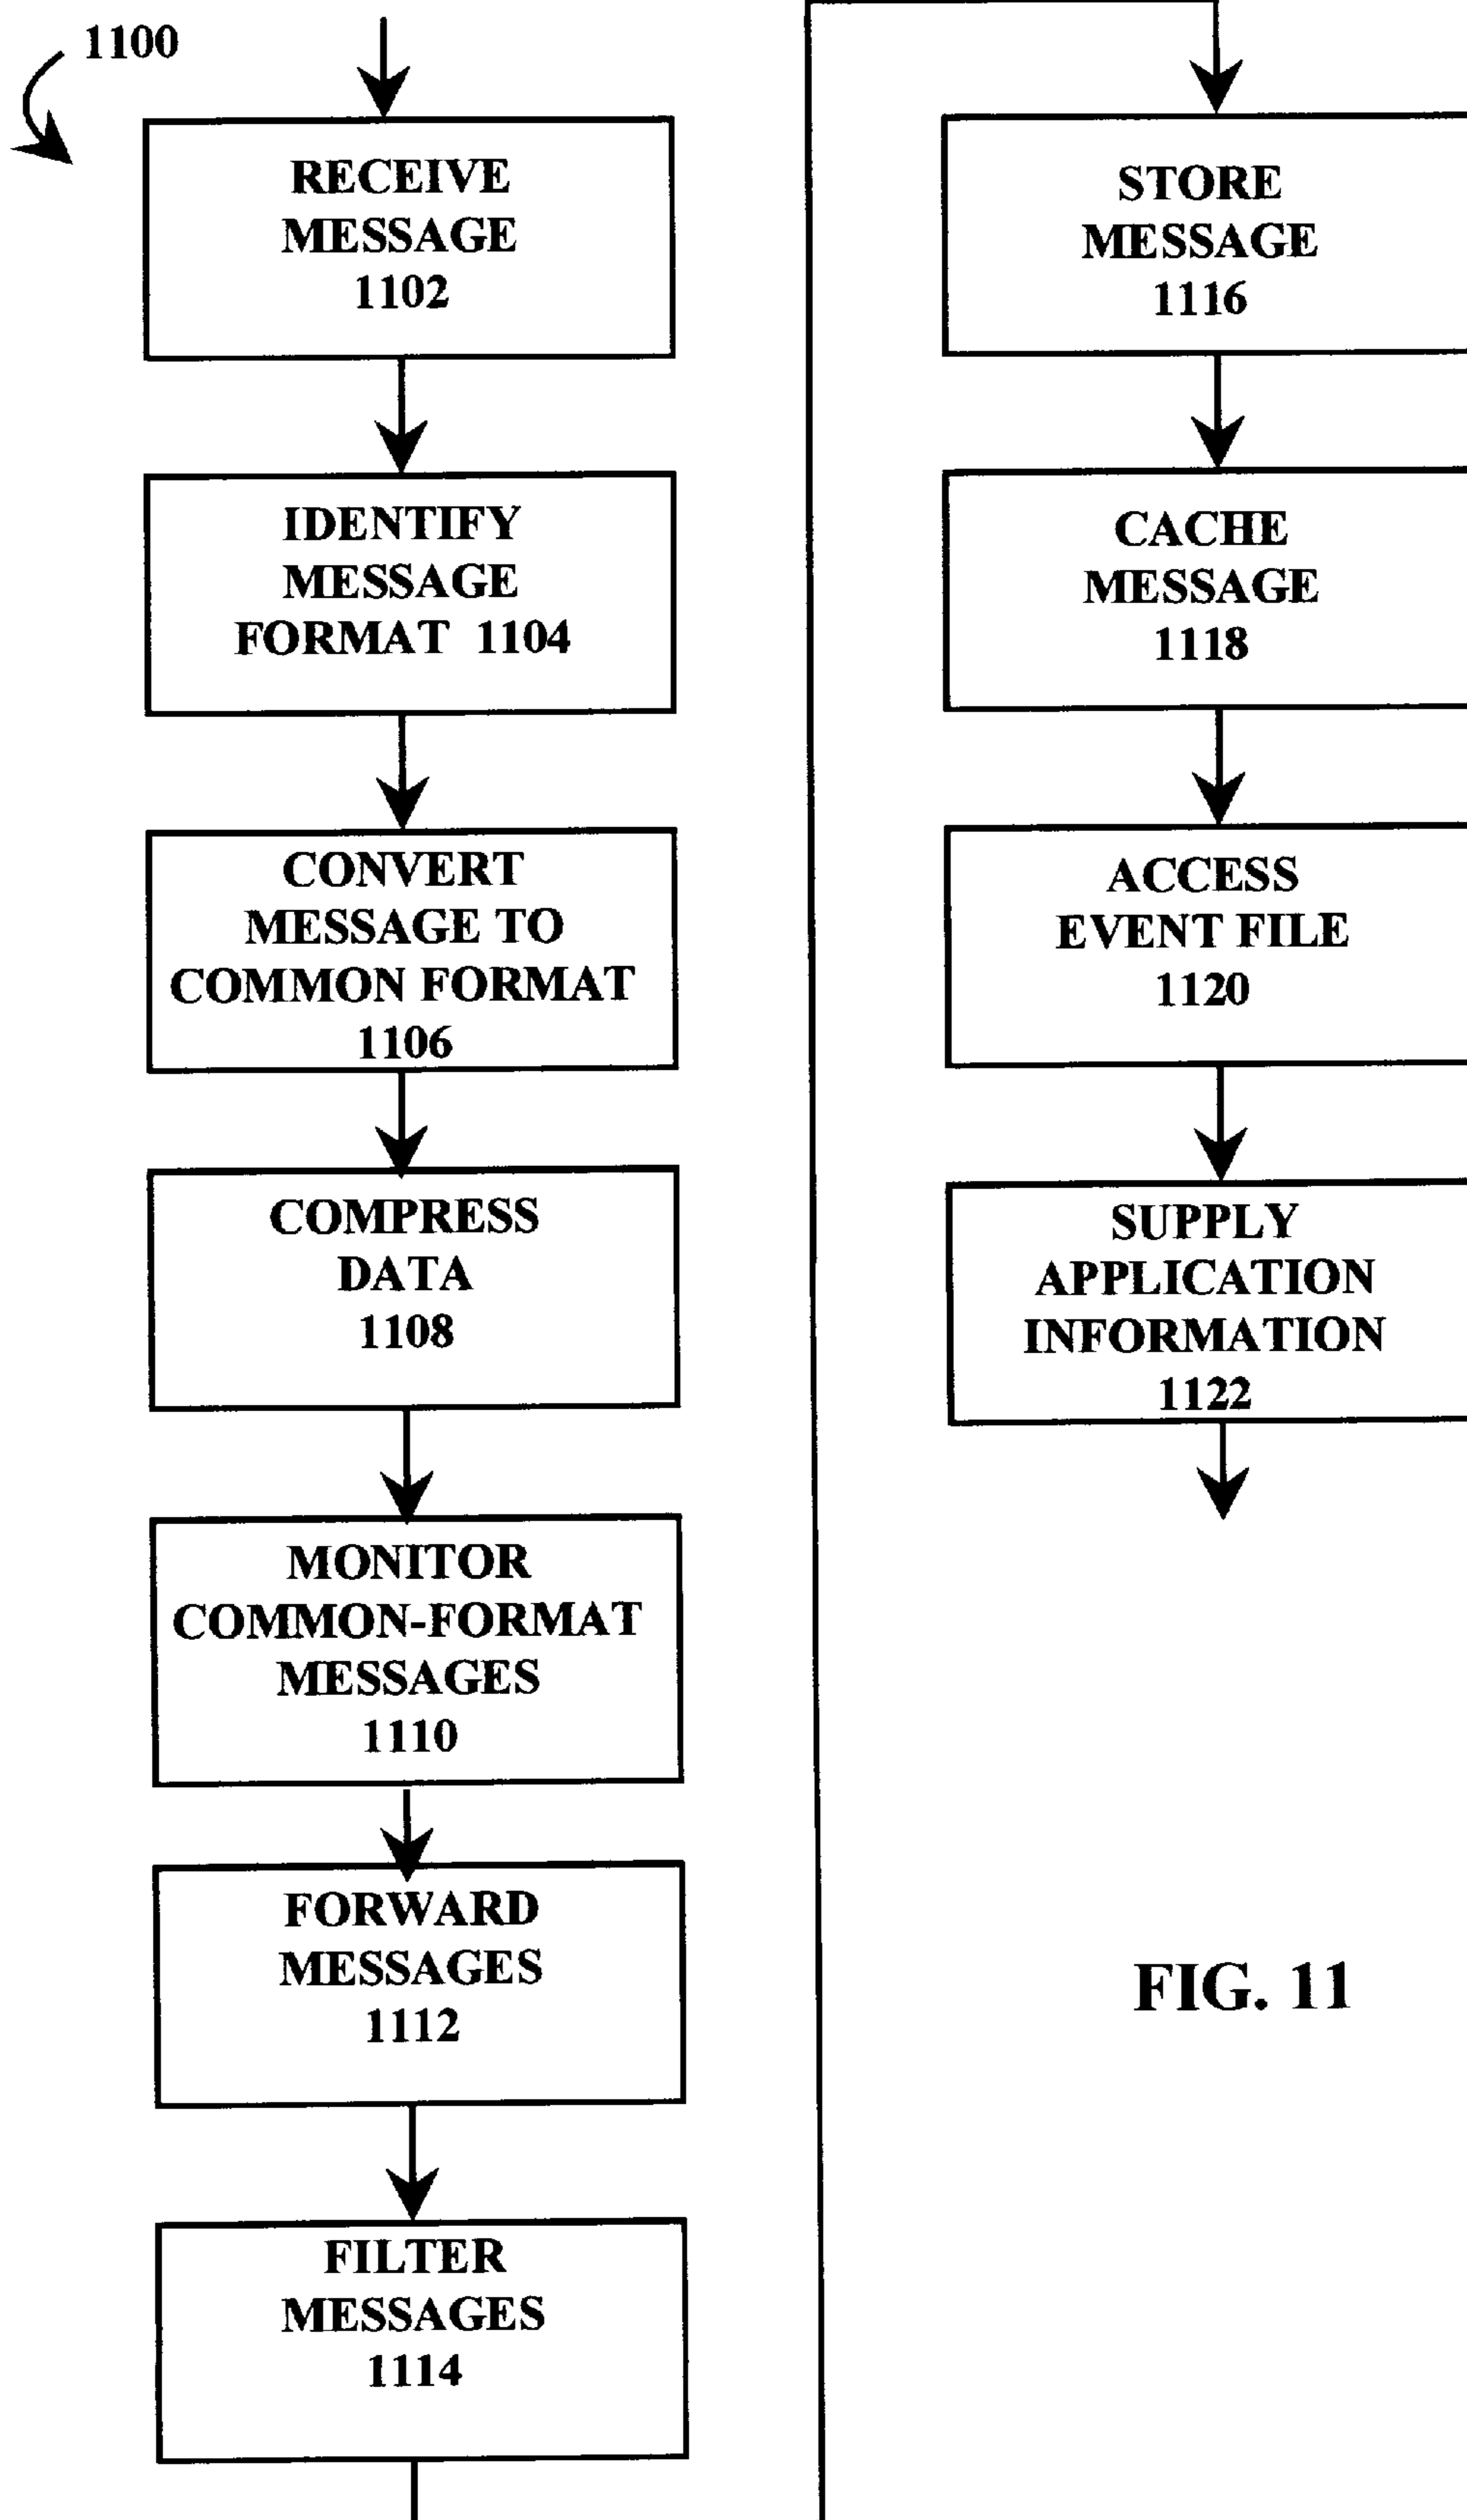 1100
RECEIVE
MESSAGE
1102
IDENTIFY
MESSAGE
FORMAT 1104
CONVERT
MESSAGE TO
COMMON FORMAT
1106
COMPRESS
DATA
1108
MONITOR
COMMON-FORMAT
MESSAGES
1110
FORWARD
MESSAGES
1112
FILTER
MESSAGES
1114
STORE
MESSAGE
1116
CACHE
MESSAGE
1118
ACCESS
EVENT FILE
1120
SUPPLY
APPLICATION
INFORMATION
1122
FIG. 11